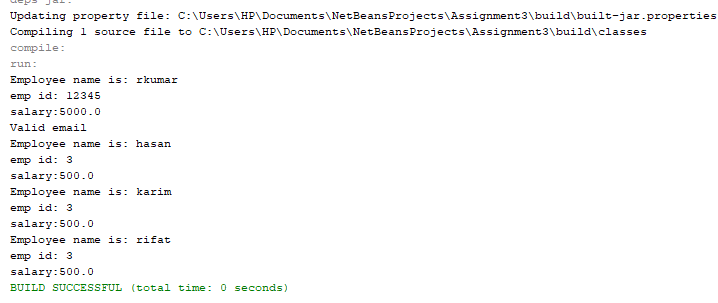 deps-jar:
Updating property file: C:\Users\HP\Documents\NetBeansProjects\Assignment3\build\built-jar.properties
Compiling 1 source file to C:\Users\HP\Documents\NetBeansProjects\Assignment3\build\classes
compile:
run:
Employee name is: rkumar
emp id: 12345
salary:5000.0
Valid email
Employee name is: hasan
emp id: 3
salary:500.0
Employee name is: karim
emp id: 3
salary:500.0
Employee name is: rifat
emp id: 3
salary:500.0
BUILD SUCCESSFUL (total time: 0 seconds)